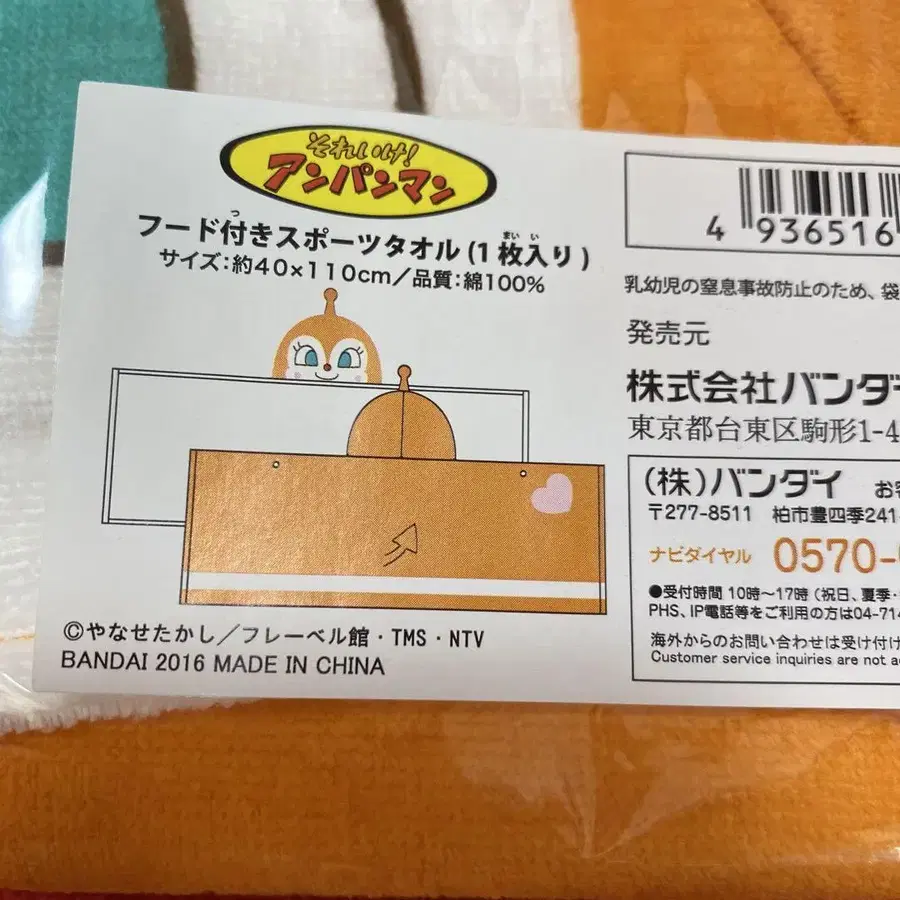 それいけ!
アンパンマン
フード付きスポーツタオル(1枚入り)
サイズ:約40×110cm/品質:綿100%
©やなせたかし/フレーベル館・TMS・NTV
BANDAI 2016 MADE IN CHINA
4 936516
乳幼児の窒息事故防止のため、袋
発売元
株式会社バンダ
東京都台東区駒形1-4
(株)バンダイ お客
〒277-8511 柏市豊四季241-
ナビダイヤル 0570-
●受付時間 10時~17時(祝日、夏季・
PHS、IP電話等をご利用の方は04-714
海外からのお問い合わせは受け付け
Customer service inquiries are not a